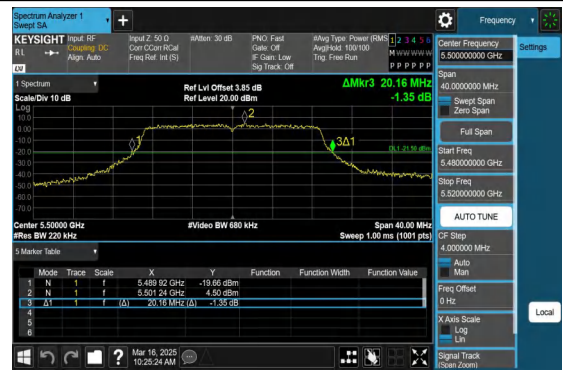 Spectrum Analyzer 1
Swept SA
Frequency
KEYSIGHT
RL
Input: RF
Coupling: DC
Align: Auto
Input Z: 50 Ω
Corr CCorr RCal
Freq Ref: Int (S)
#Atten: 30 dB
PNO: Fast
Gate: Off
IF Gain: Low
Sig Track: Off
#Avg Type: Power (RMS
Avg|Hold: 100/100
Trig: Free Run
1 2 3 4 5 6
M W W W W W
P P P P P P
LW
1 Spectrum
Scale/Div 10 dB
Ref Lvl Offset 3.85 dB
Ref Level 20.00 dBm
ΔMkr3 20.16 MHz
-1.35 dB
Log
10.0
0.00
-10.0
-20.0
-30.0
-40.0
-50.0
-60.0
-70.0
1
2
3Δ1
DL1 -21.50 dBm
Center 5.50000 GHz
#Res BW 220 kHz
#Video BW 680 kHz
Span 40.00 MHz
Sweep 1.00 ms (1001 pts)
5 Marker Table
Mode Trace Scale X Y Function Function Width Function Value
1 N 1 f 5.489 92 GHz -19.66 dBm
2 N 1 f 5.501 24 GHz 4.50 dBm
3 Δ1 1 f (Δ) 20.16 MHz (Δ) -1.35 dB
4
5
6
Mar 16, 2025
10:25:24 AM
Center Frequency
5.500000000 GHz
Settings
Span
40.0000000 MHz
Swept Span
Zero Span
Full Span
Start Freq
5.480000000 GHz
Stop Freq
5.520000000 GHz
AUTO TUNE
CF Step
4.000000 MHz
Auto
Man
Freq Offset
0 Hz
X Axis Scale
Log
Lin
Local
Signal Track
(Span Zoom)